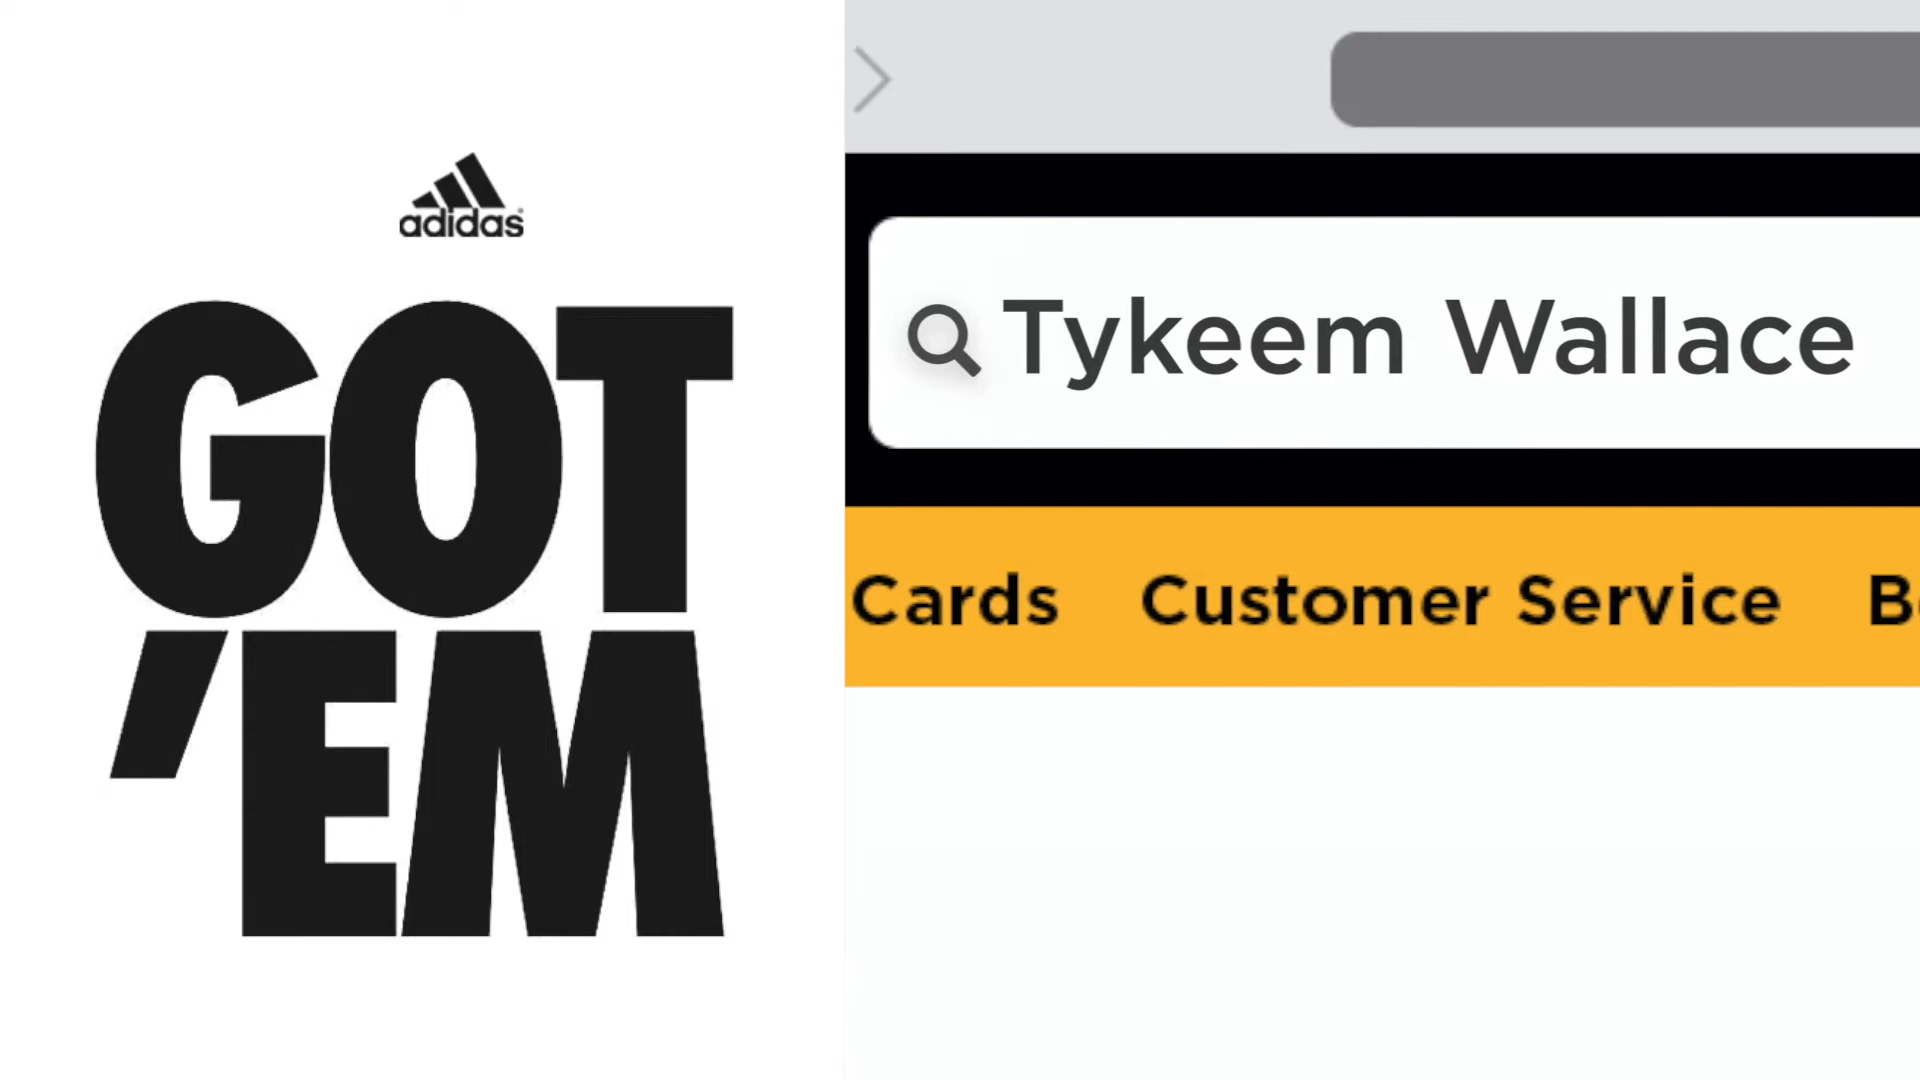 adidas
GOT
'EM
Tykeem Wallace
Cards Customer Service